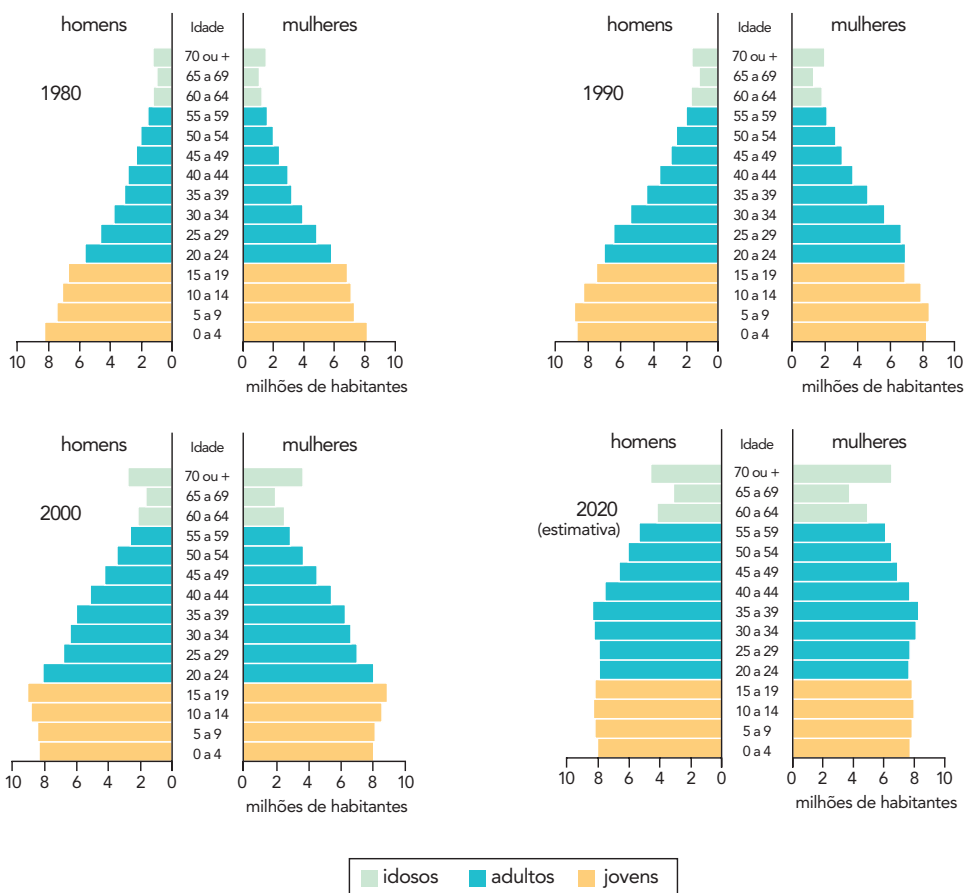 homens Idade mulheres
1980
70 ou +
65 a 69
60 a 64
55 a 59
50 a 54
45 a 49
40 a 44
35 a 39
30 a 34
25 a 29
20 a 24
15 a 19
10 a 14
5 a 9
0 a 4
10 8 6 4 2 0 0 2 4 6 8 10
milhões de habitantes
homens Idade mulheres
1990
70 ou +
65 a 69
60 a 64
55 a 59
50 a 54
45 a 49
40 a 44
35 a 39
30 a 34
25 a 29
20 a 24
15 a 19
10 a 14
5 a 9
0 a 4
10 8 6 4 2 0 0 2 4 6 8 10
milhões de habitantes
homens Idade mulheres
2000
70 ou +
65 a 69
60 a 64
55 a 59
50 a 54
45 a 49
40 a 44
35 a 39
30 a 34
25 a 29
20 a 24
15 a 19
10 a 14
5 a 9
0 a 4
10 8 6 4 2 0 0 2 4 6 8 10
milhões de habitantes
homens Idade mulheres
2020
(estimativa)
70 ou +
65 a 69
60 a 64
55 a 59
50 a 54
45 a 49
40 a 44
35 a 39
30 a 34
25 a 29
20 a 24
15 a 19
10 a 14
5 a 9
0 a 4
10 8 6 4 2 0 0 2 4 6 8 10
milhões de habitantes
idosos adultos jovens